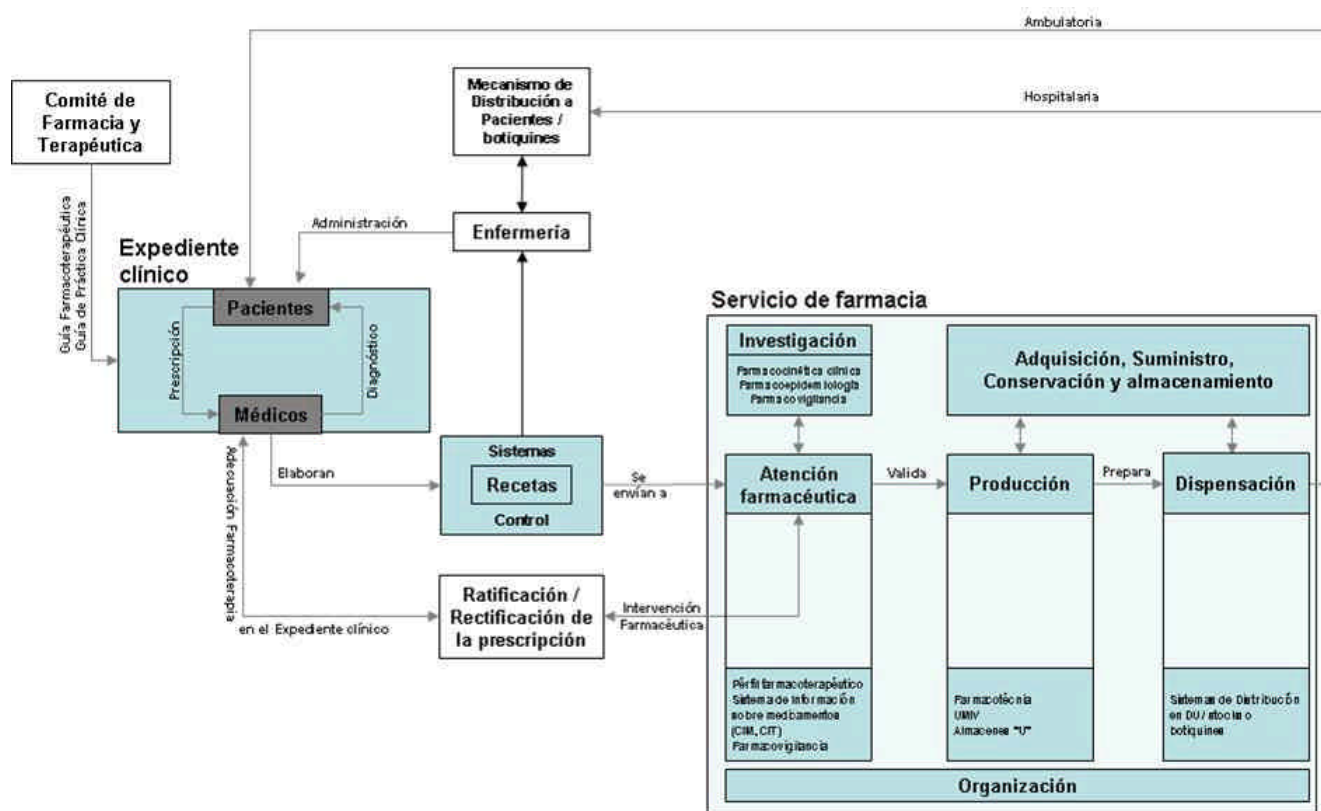 Ambulatoria
Comité de
Farmacia y
Terapéutica
Mecanismo de
Distribución a
Pacientes /
botiquines
Hospitalaria
Guía Farmacoterapéutica
Guía de Práctica Clínica
Administración
Enfermería
Expediente
clínico
Pacientes
Prescripción
Diagnóstico
Médicos
Servicio de farmacia
Investigación
Farmacocinética clínica
Farmacoepidemiología
Farmacovigilancia
Adquisición, Suministro,
Conservación y almacenamiento
Elaboran
Sistemas
Recetas
Control
Se
envían a
Atención
farmacéutica
Valida
Producción
Prepara
Dispensación
Adecuación Farmacoterapia
en el Expediente clínico
Ratificación /
Rectificación de
la prescripción
Intervención
Farmacéutica
Pérfil farmacoterapéutico
Sistema de Información
sobre medicamentos
(CIM, CIT)
Farmacovigilancia
Farmacotécnia
UMIV
Almacenes "U"
Sistemas de Distribución
en DU / stocks o
botiquines
Organización